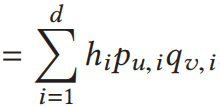 = \sum_{i=1}^{d} h_i p_{u,i} q_{v,i}